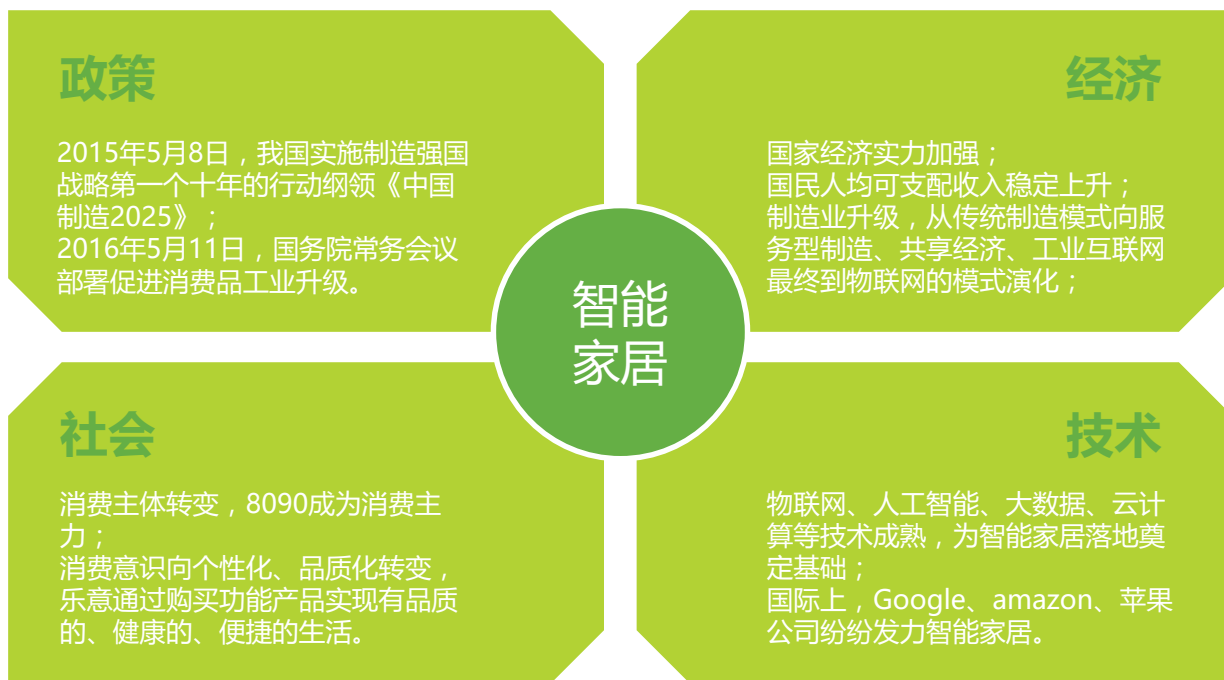 政策
2015年5月8日，我国实施制造强国
战略第一个十年的行动纲领《中国
制造2025》；
2016年5月11日，国务院常务会议
部署促进消费品工业升级。
经济
国家经济实力加强；
国民人均可支配收入稳定上升；
制造业升级，从传统制造模式向服
务型制造、共享经济、工业互联网
最终到物联网的模式演化；
智能
家居
社会
消费主体转变，8090成为消费主
力；
消费意识向个性化、品质化转变，
乐意通过购买功能产品实现有品质
的、健康的、便捷的生活。
技术
物联网、人工智能、大数据、云计
算等技术成熟，为智能家居落地奠
定基础；
国际上，Google、amazon、苹果
公司纷纷发力智能家居。